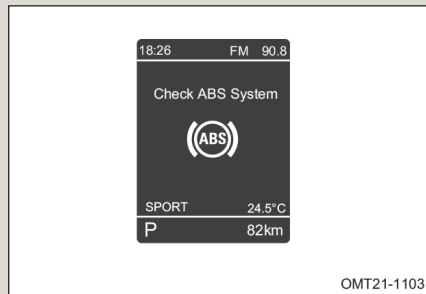 18:26 FM 90.8
Check ABS System
ABS
SPORT 24.5°C
P 82km
OMT21-1103